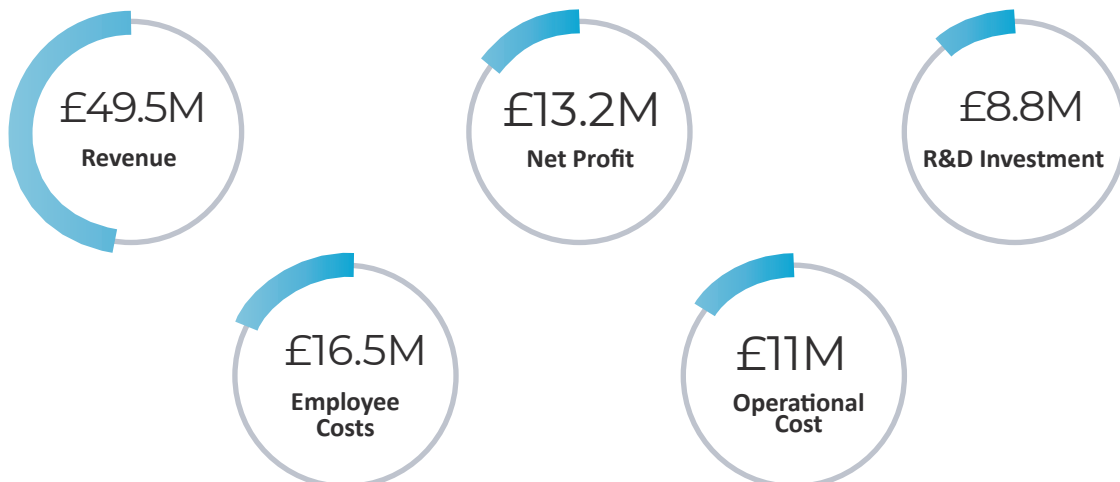 £49.5M
Revenue
£13.2M
Net Profit
£8.8M
R&D Investment
£16.5M
Employee
Costs
£11M
Operational
Cost